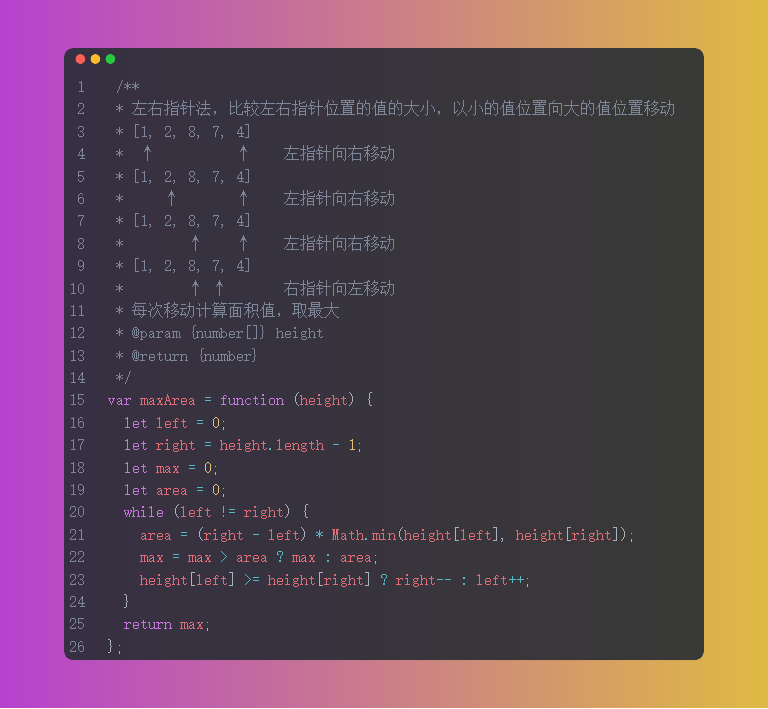 1 /**
2 * 左右指针法，比较左右指针位置的值的大小，以小的值位置向大的值位置移动
3 * [1, 2, 8, 7, 4]
4 * ↑ ↑ 左指针向右移动
5 * [1, 2, 8, 7, 4]
6 * ↑ ↑ 左指针向右移动
7 * [1, 2, 8, 7, 4]
8 * ↑ ↑ 左指针向右移动
9 * [1, 2, 8, 7, 4]
10 * ↑ ↑ 右指针向左移动
11 * 每次移动计算面积值，取最大
12 * @param {number[]} height
13 * @return {number}
14 */
15 var maxArea = function (height) {
16 let left = 0;
17 let right = height.length - 1;
18 let max = 0;
19 let area = 0;
20 while (left != right) {
21 area = (right - left) * Math.min(height[left], height[right]);
22 max = max > area ? max : area;
23 height[left] >= height[right] ? right-- : left++;
24 }
25 return max;
26 };